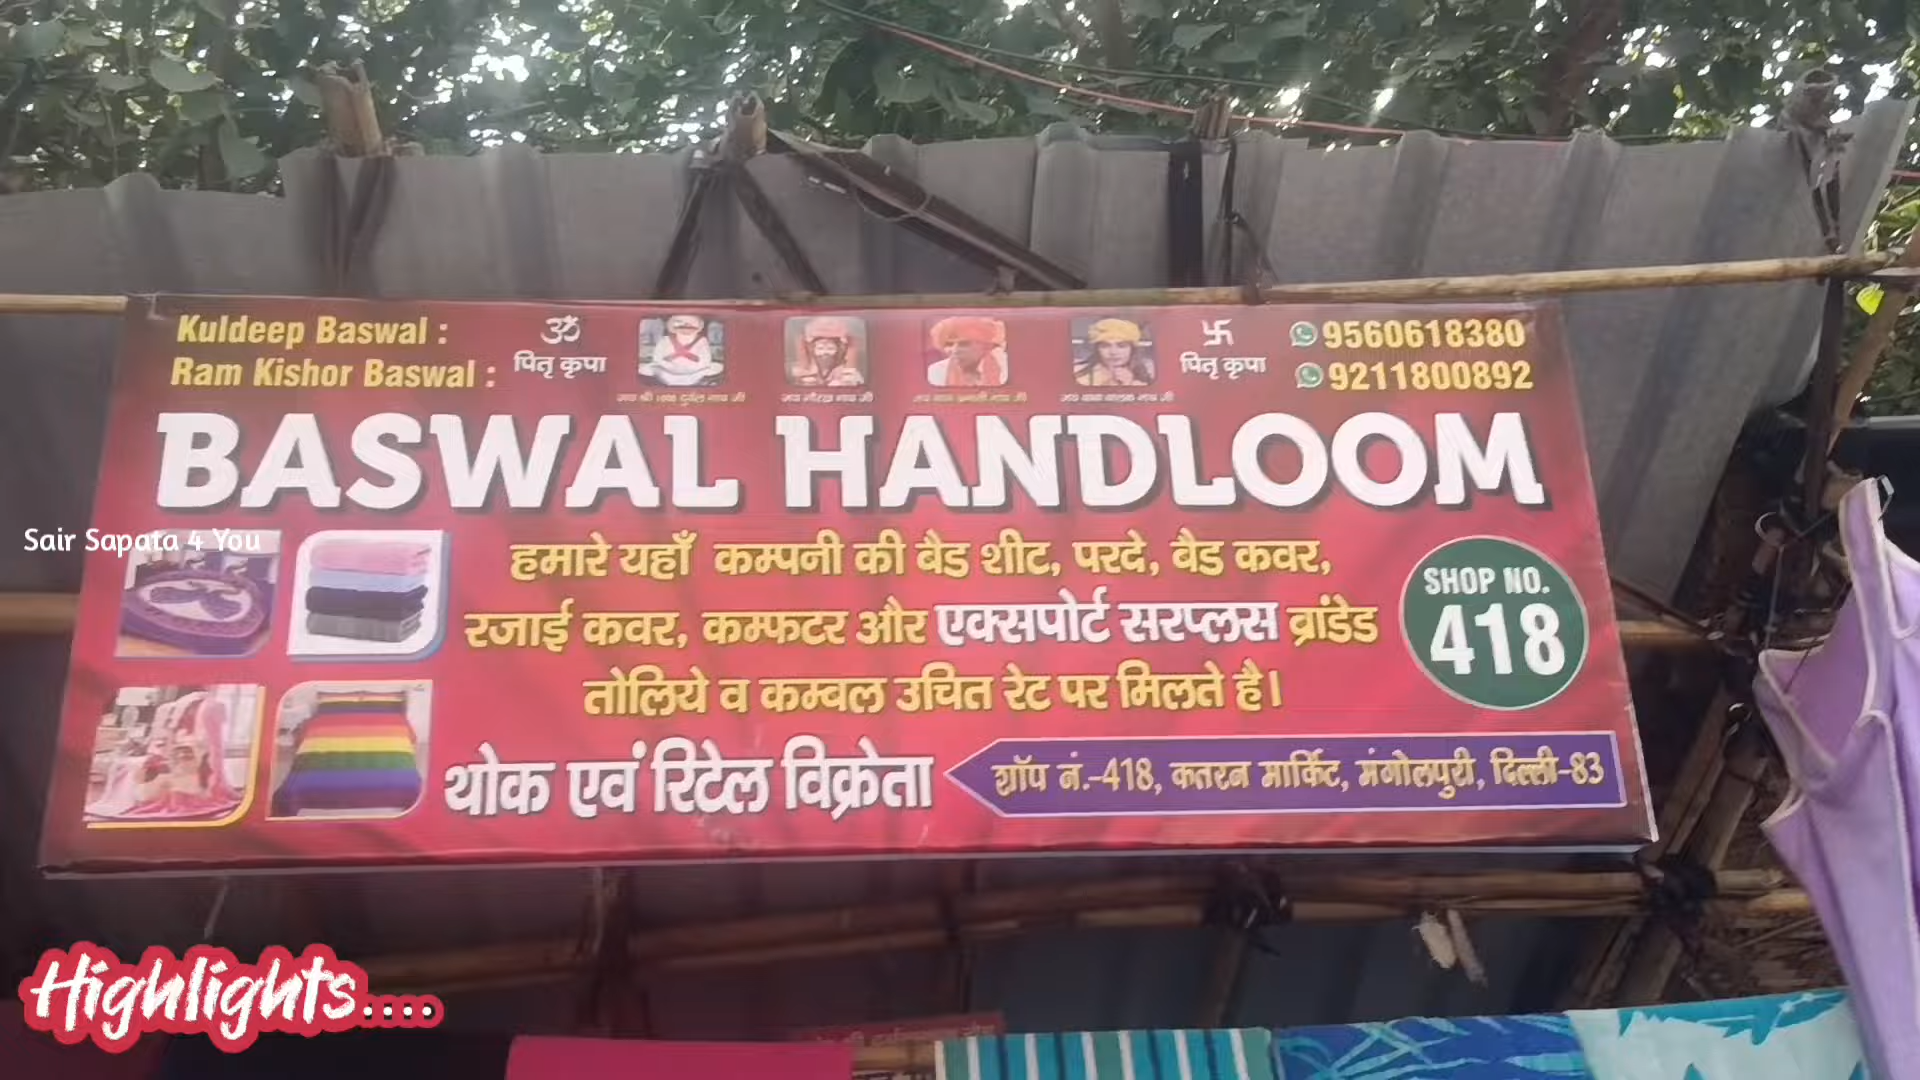 Kuldeep Baswal :
Ram Kishor Baswal :
ॐ
पितृ कृपा
पितृ कृपा
9560618380
9211800892
जय गोरख नाथ जी
BASWAL HANDLOOM
Sair Sapata 4 You
हमारे यहाँ कम्पनी की बैड शीट, परदे, बैड कवर,
रजाई कवर, कम्फटर और एक्सपोर्ट सरप्लस ब्रांडेड
तोलिये व कम्बल उचित रेट पर मिलते है।
SHOP NO.
418
थोक एवं रिटेल विक्रेता
शॉप नं.-418, कतरन मार्किट, मंगोलपुरी, दिल्ली-83
Highlights....